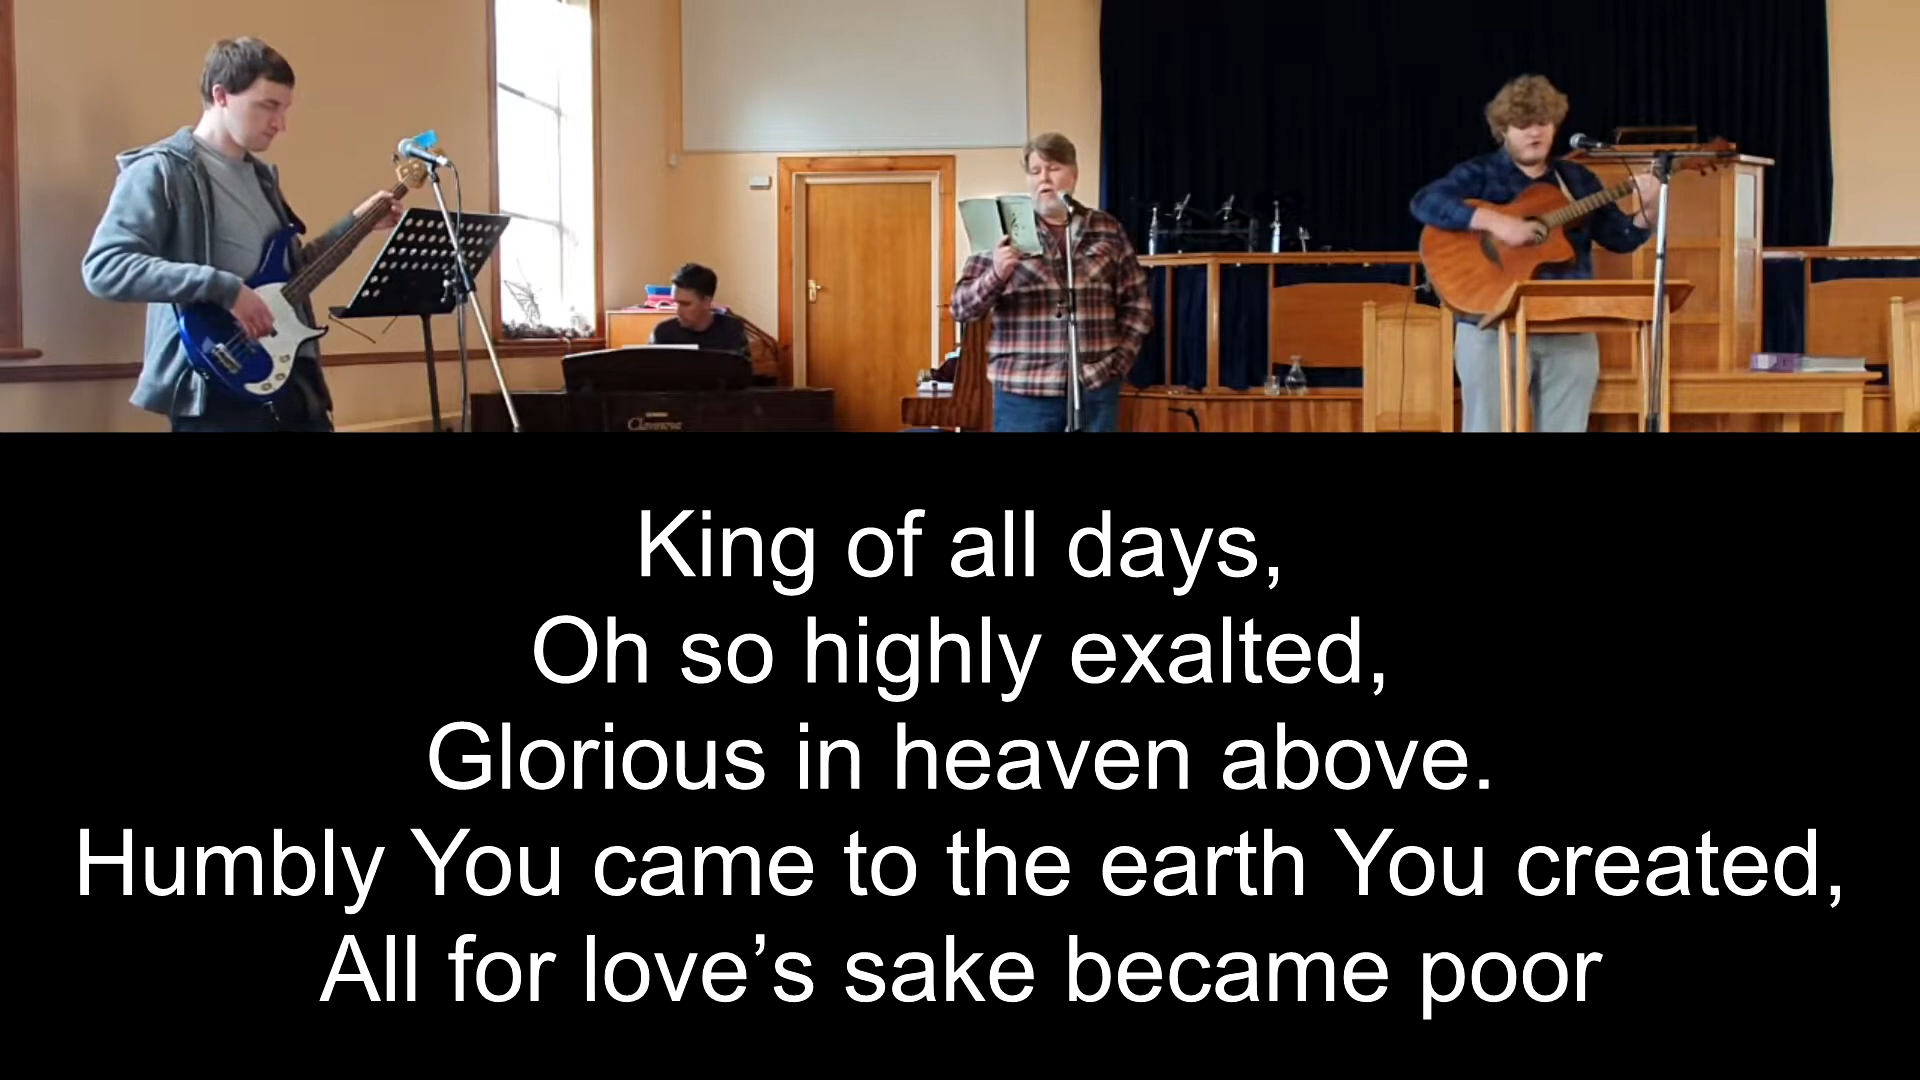 Clavinova
King of all days,
Oh so highly exalted,
Glorious in heaven above.
Humbly You came to the earth You created,
All for love’s sake became poor